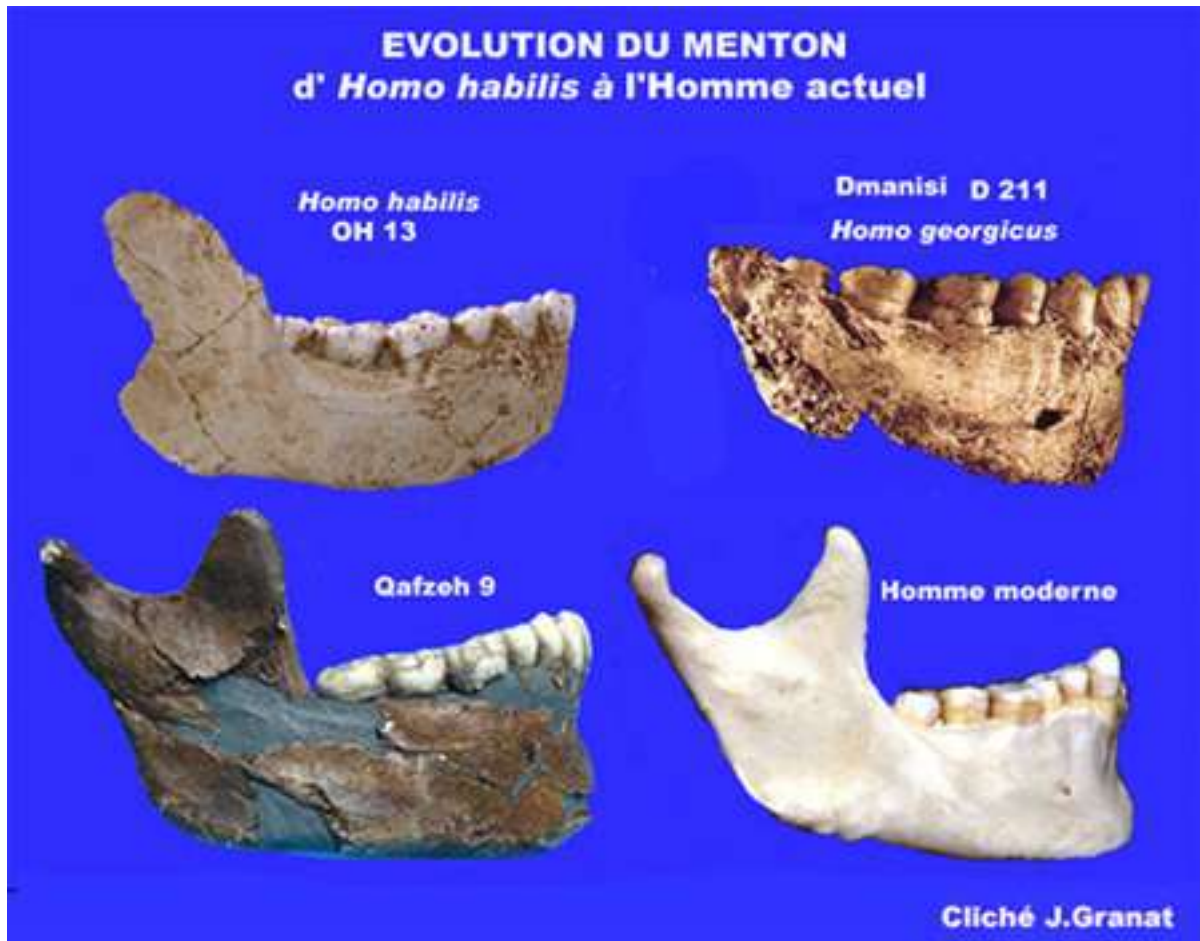 EVOLUTION DU MENTON
d' Homo habilis à l'Homme actuel
Homo habilis
OH 13
Dmanisi D 211
Homo georgicus
Qafzeh 9
Homme moderne
Cliché J.Granat